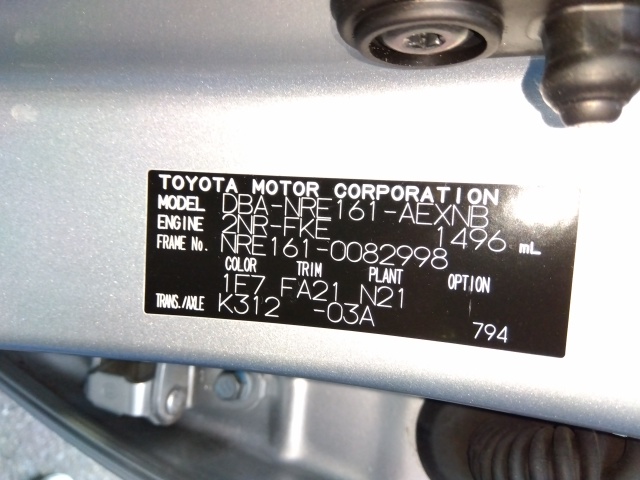 TOYOTA MOTOR CORPORATION
MODEL DBA-NRE161-AEXNB
ENGINE 2NR-FKE 1496 mL
FRAME No. NRE161-0082998
COLOR TRIM PLANT OPTION
1F7 FA21 N21
TRANS./AXLE K312 -03A
794